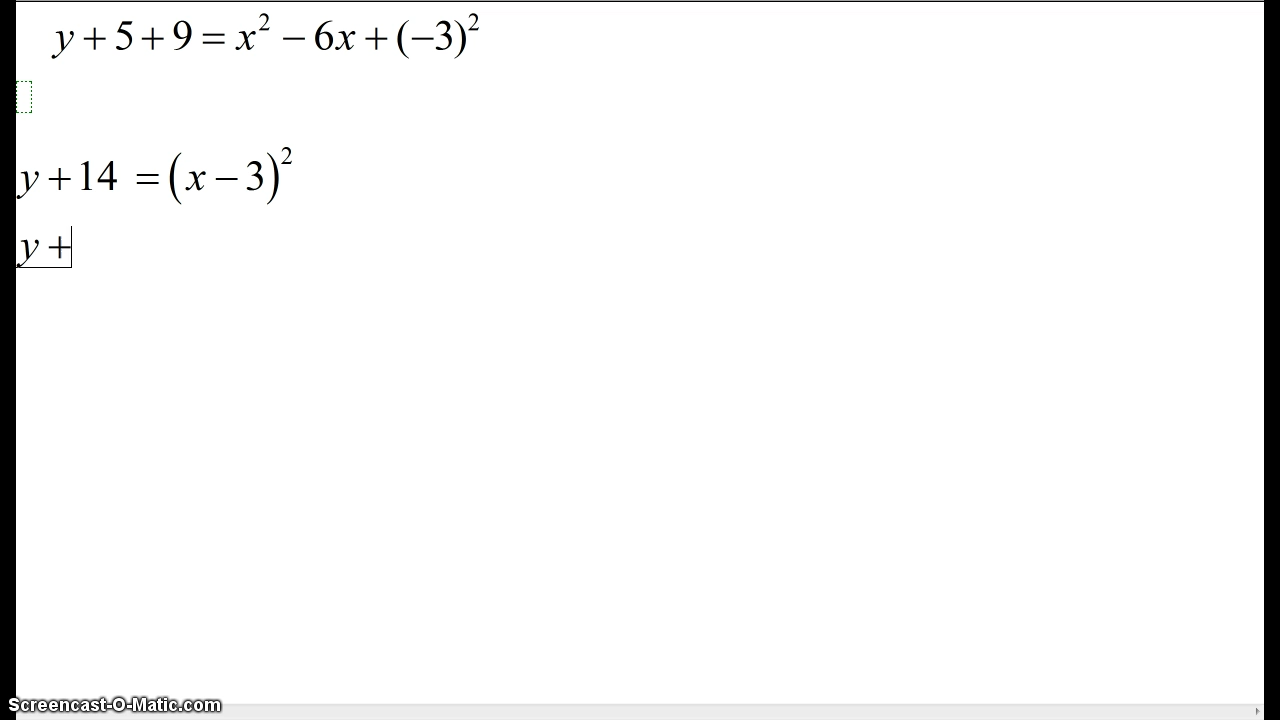 y + 5 + 9 = x² − 6x + (−3)²
y + 14 = (x − 3)²
y +
Screencast-O-Matic.com